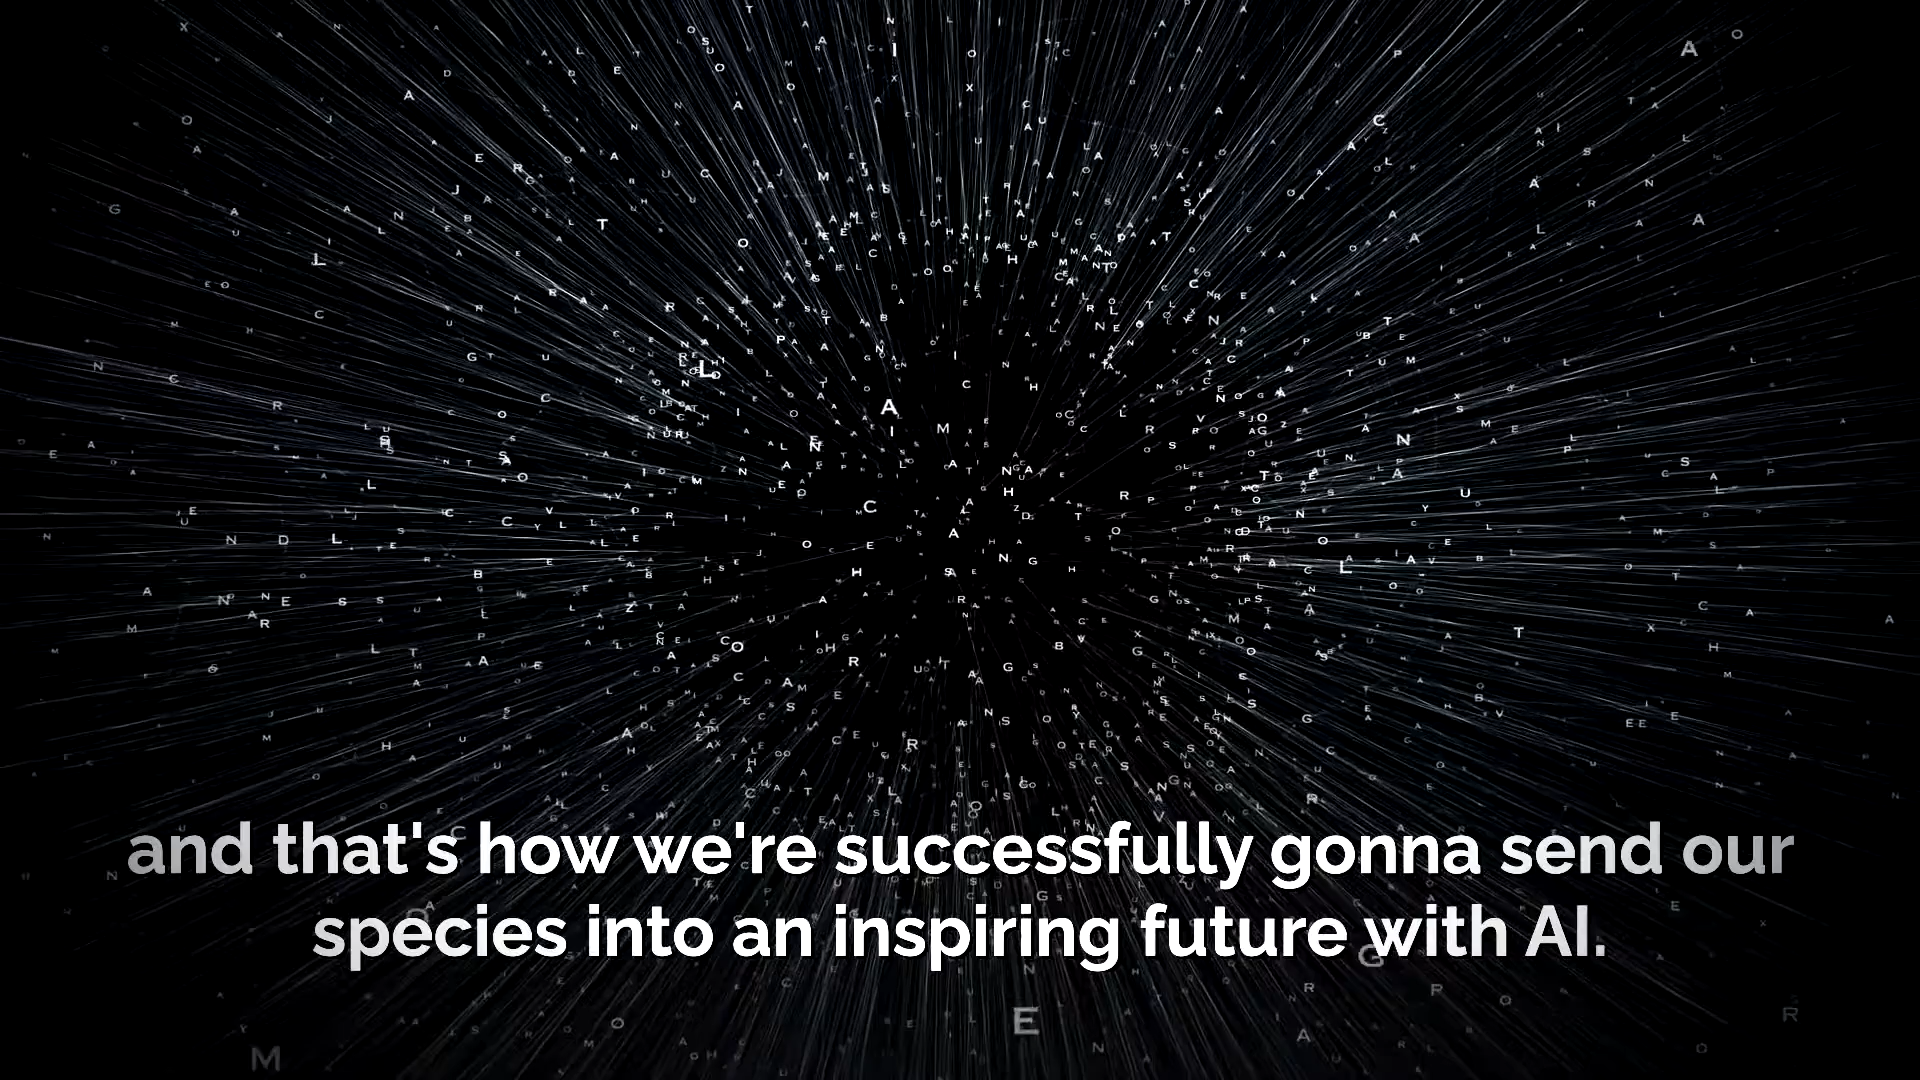 and that's how we're successfully gonna send our
species into an inspiring future with AI.